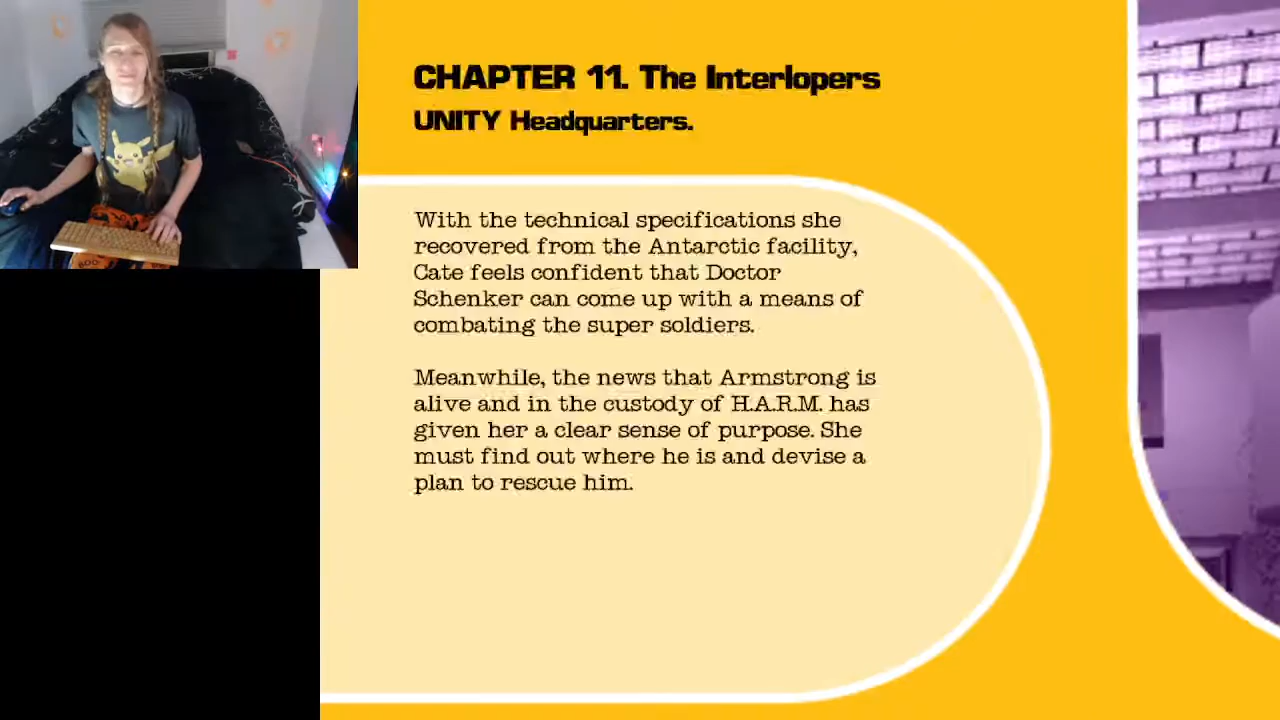 CHAPTER 11. The Interlopers
UNITY Headquarters.
With the technical specifications she
recovered from the Antarctic facility,
Cate feels confident that Doctor
Schenker can come up with a means of
combating the super soldiers.
Meanwhile, the news that Armstrong is
alive and in the custody of H.A.R.M. has
given her a clear sense of purpose. She
must find out where he is and devise a
plan to rescue him.